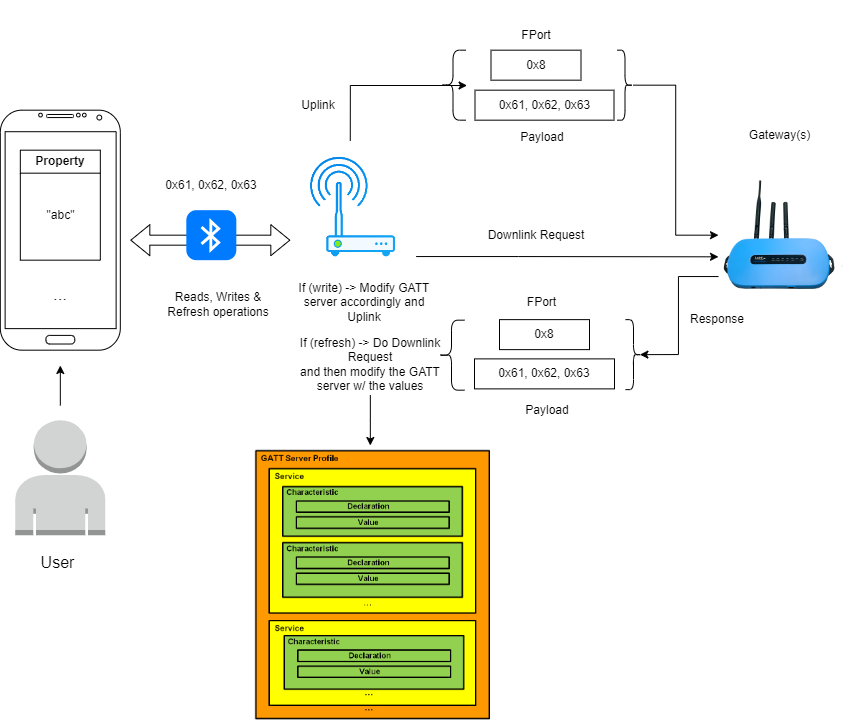 FPort
0x8
Uplink
0x61, 0x62, 0x63
Payload
Gateway(s)
Property
"abc"
...
0x61, 0x62, 0x63
Reads, Writes &
Refresh operations
Downlink Request
If (write) -> Modify GATT
server accordingly and
Uplink
If (refresh) -> Do Downlink
Request
and then modify the GATT
server w/ the values
FPort
0x8
0x61, 0x62, 0x63
Payload
Response
User
GATT Server Profile
Service
Characteristic
Declaration
Value
Characteristic
Declaration
Value
...
Service
Characteristic
Declaration
Value
...
...